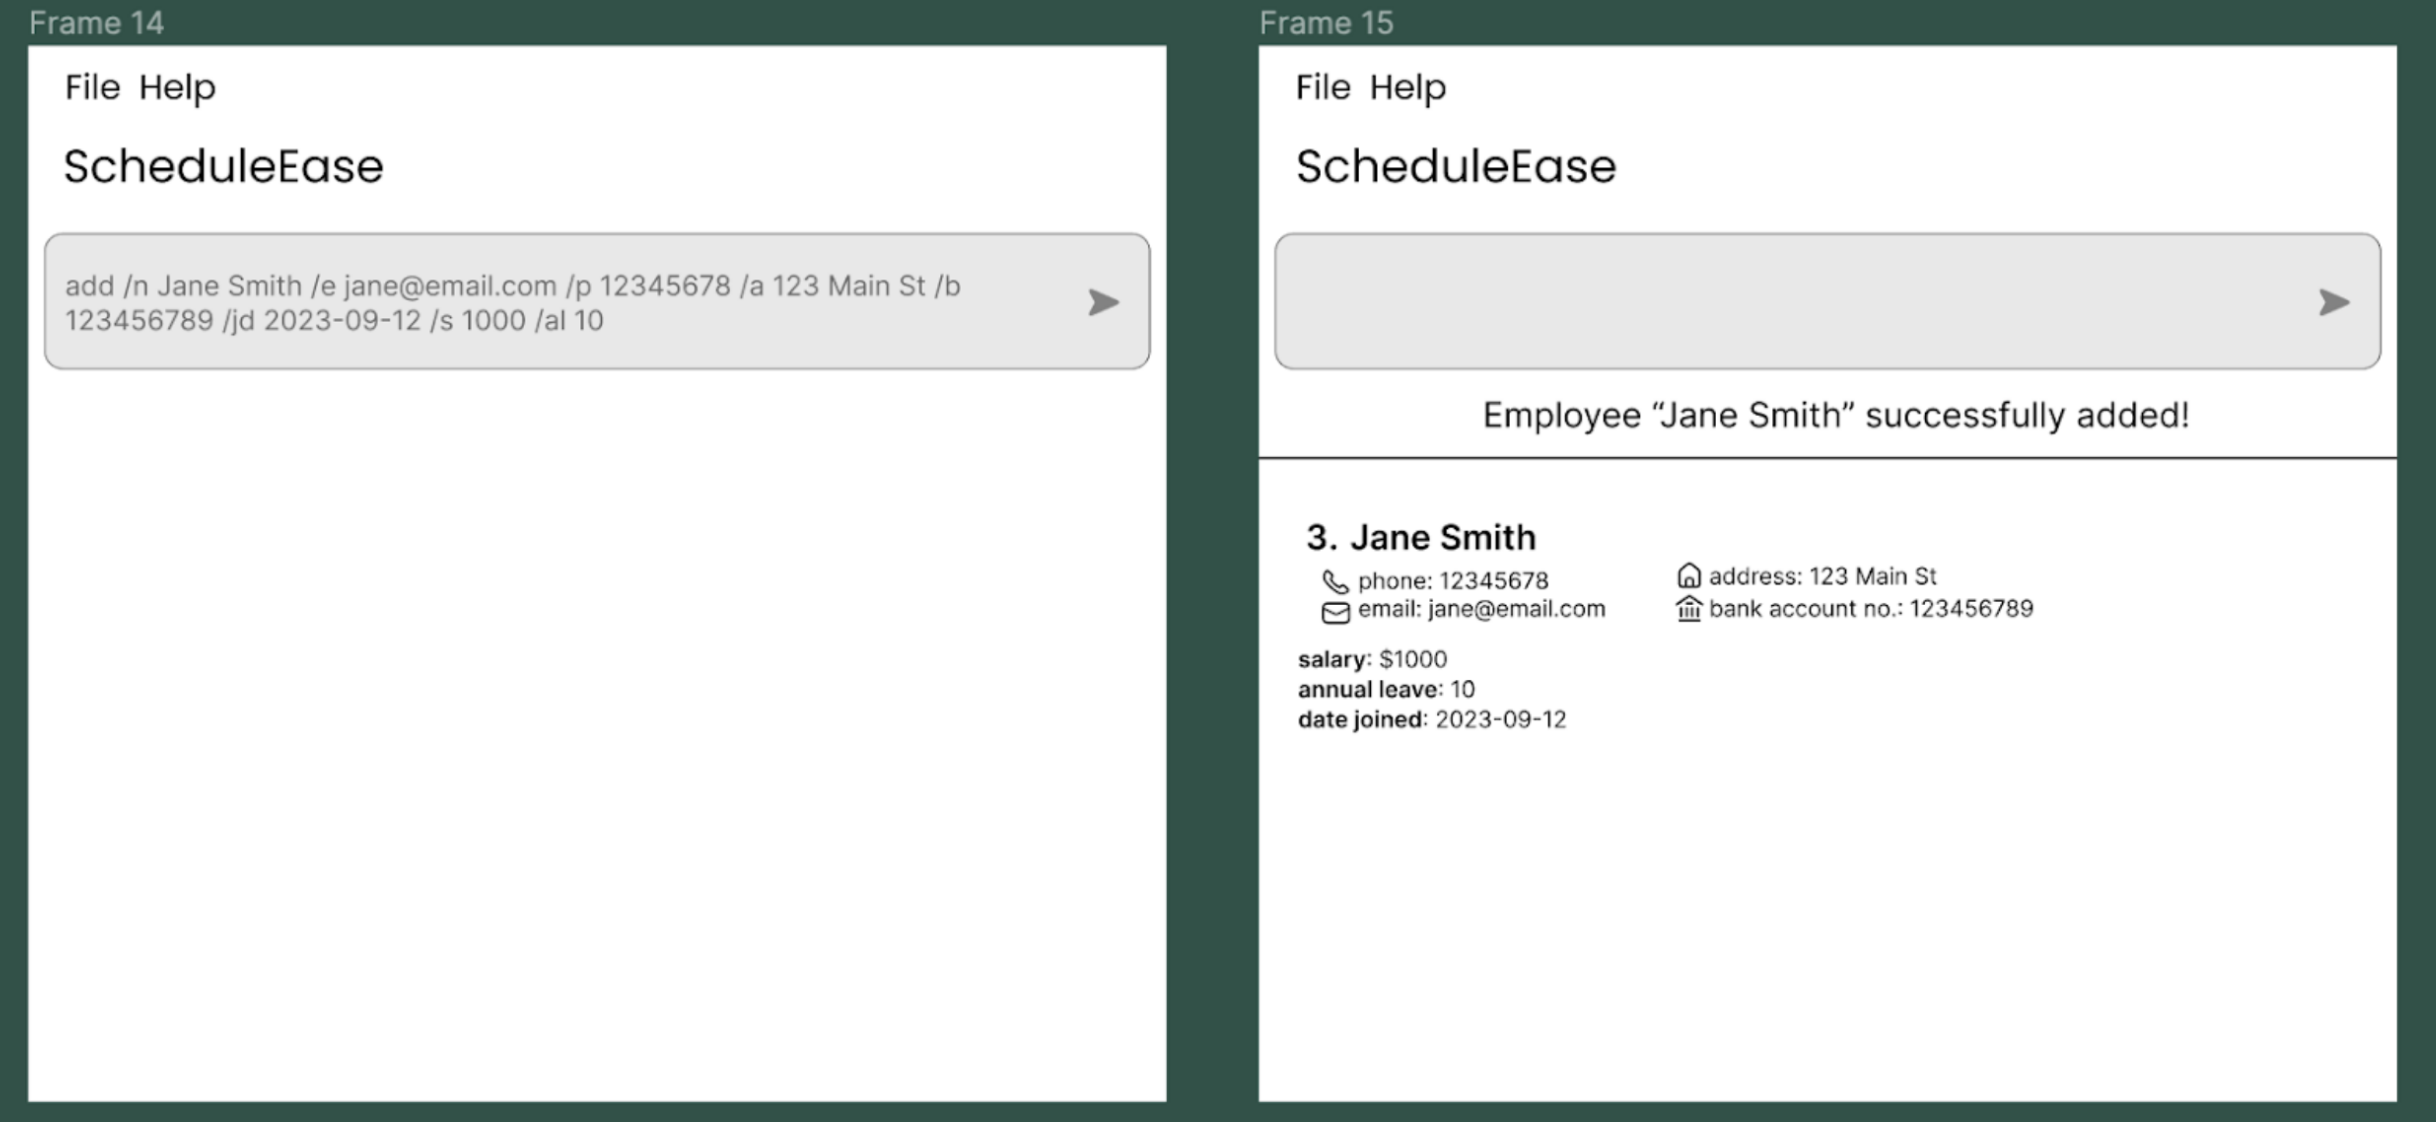 Frame 14
File Help
ScheduleEase
add /n Jane Smith /e jane@email.com /p 12345678 /a 123 Main St /b
123456789 /jd 2023-09-12 /s 1000 /al 10
Frame 15
File Help
ScheduleEase
Employee “Jane Smith” successfully added!
3. Jane Smith
phone: 12345678
email: jane@email.com
address: 123 Main St
bank account no.: 123456789
salary: $1000
annual leave: 10
date joined: 2023-09-12